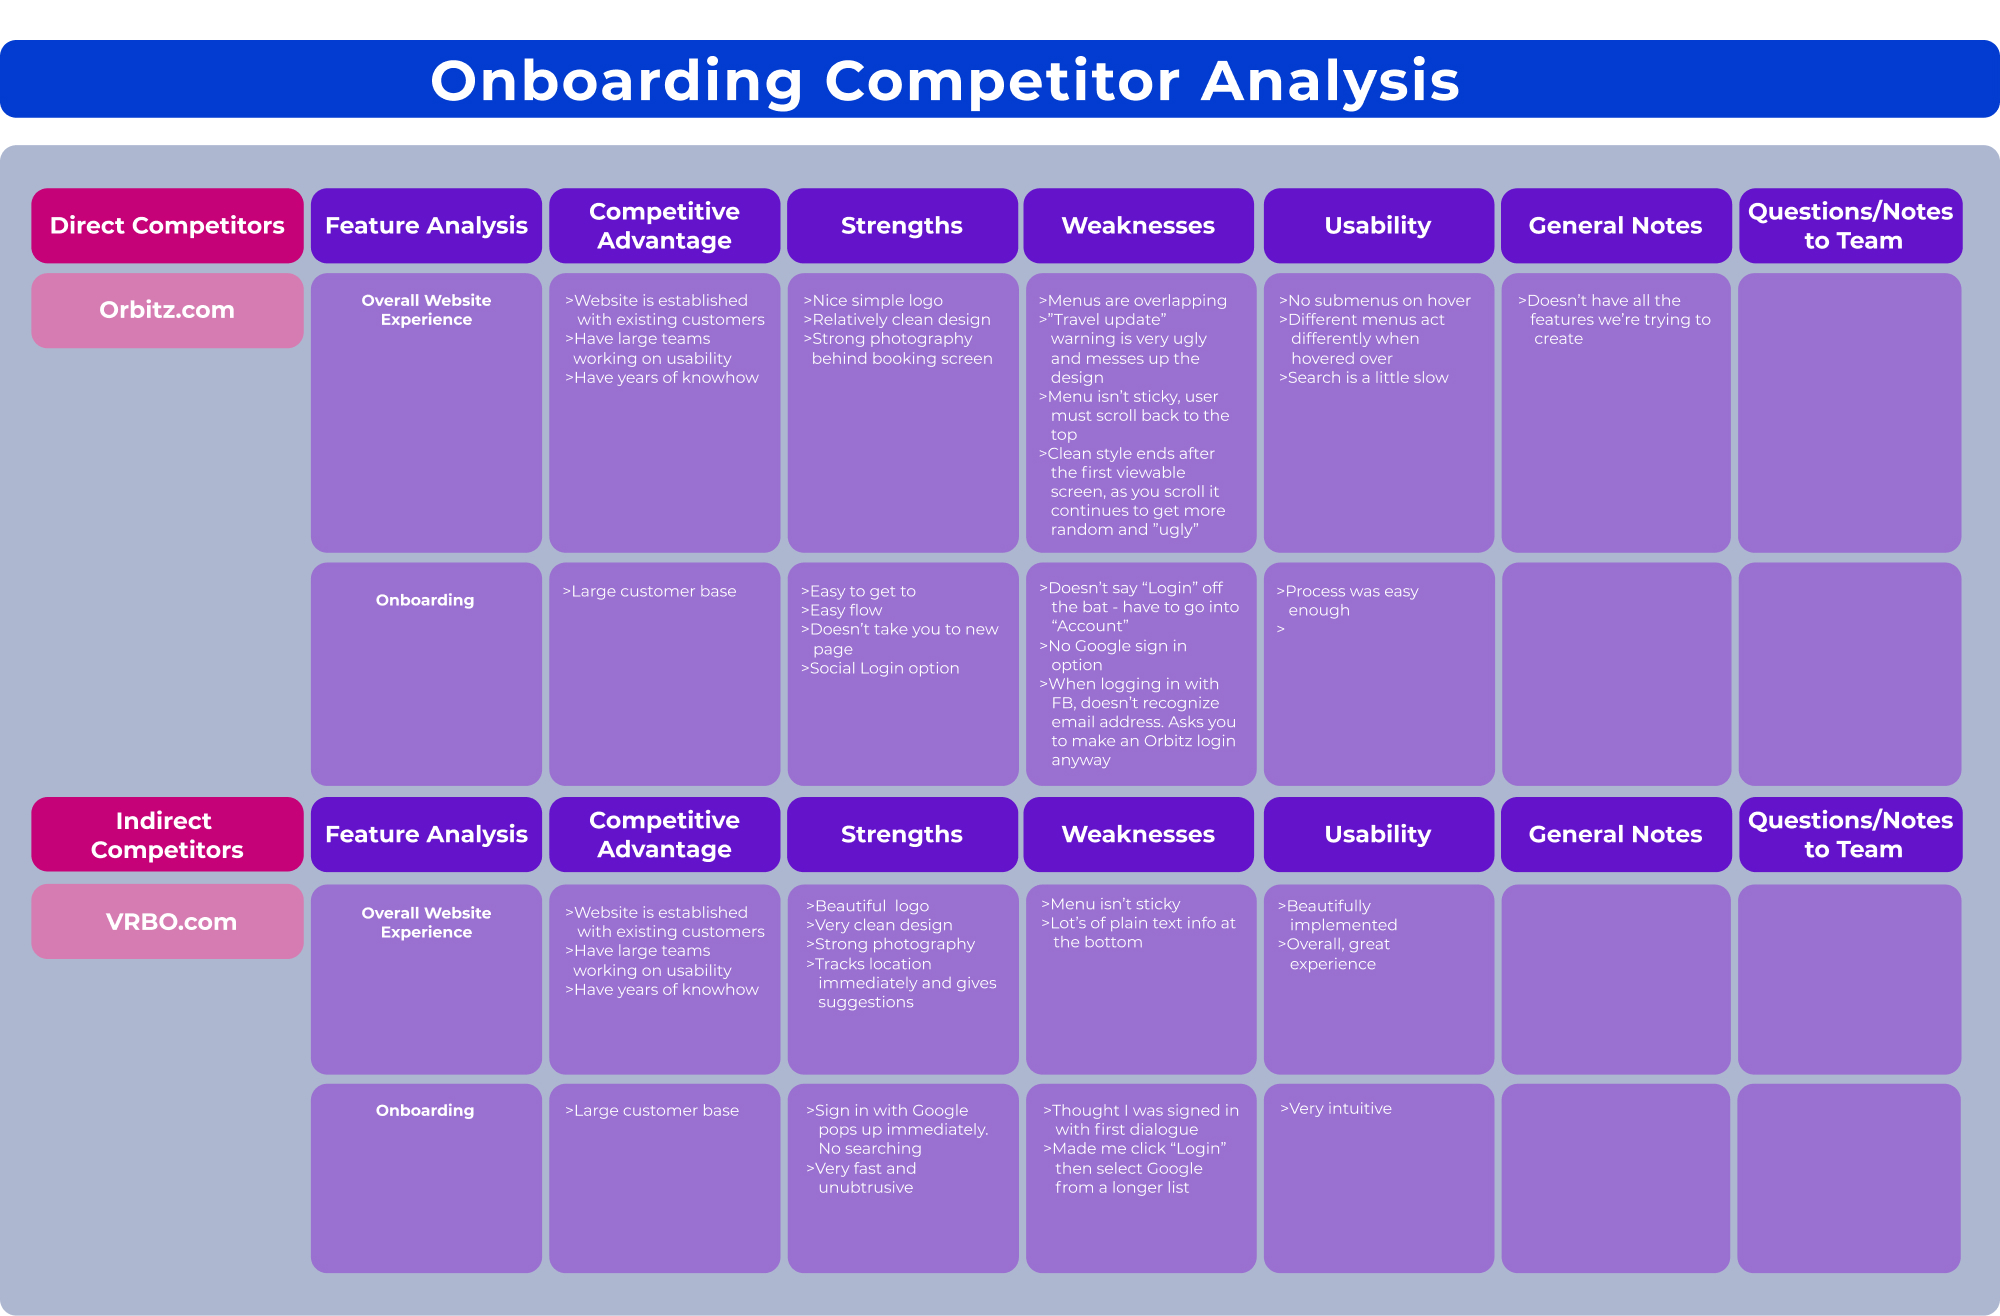 Onboarding Competitor Analysis
Direct Competitors
Feature Analysis
Competitive
Advantage
Strengths
Weaknesses
Usability
General Notes
Questions/Notes
to Team
Orbitz.com
Overall Website
Experience
>Website is established
with existing customers
>Have large teams
working on usability
>Have years of knowhow
>Nice simple logo
>Relatively clean design
>Strong photography
behind booking screen
>Menus are overlapping
>”Travel update”
warning is very ugly
and messes up the
design
>Menu isn’t sticky, user
must scroll back to the
top
>Clean style ends after
the first viewable
screen, as you scroll it
continues to get more
random and ”ugly”
>No submenus on hover
>Different menus act
differently when
hovered over
>Search is a little slow
>Doesn’t have all the
features we’re trying to
create
Onboarding
>Large customer base
>Easy to get to
>Easy flow
>Doesn’t take you to new
page
>Social Login option
>Doesn’t say “Login” off
the bat - have to go into
“Account”
>No Google sign in
option
>When logging in with
FB, doesn’t recognize
email address. Asks you
to make an Orbitz login
anyway
>Process was easy
enough
>
Indirect
Competitors
Feature Analysis
Competitive
Advantage
Strengths
Weaknesses
Usability
General Notes
Questions/Notes
to Team
VRBO.com
Overall Website
Experience
>Website is established
with existing customers
>Have large teams
working on usability
>Have years of knowhow
>Beautiful  logo
>Very clean design
>Strong photography
>Tracks location
immediately and gives
suggestions
>Menu isn’t sticky
>Lot’s of plain text info at
the bottom
>Beautifully
implemented
>Overall, great
experience
Onboarding
>Large customer base
>Sign in with Google
pops up immediately.
No searching
>Very fast and
unubtrusive
>Thought I was signed in
with first dialogue
>Made me click “Login”
then select Google
from a longer list
>Very intuitive